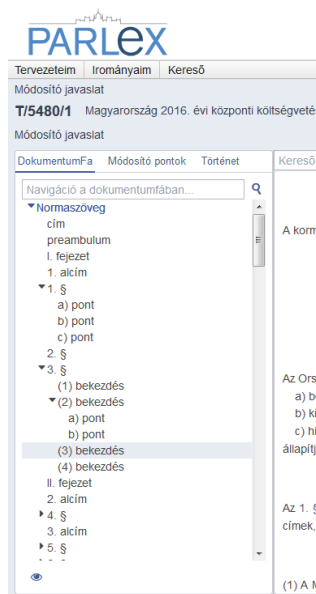 PARLEX
Tervezeteim Irományaim Kereső
Módosító javaslat
T/5480/1 Magyarország 2016. évi központi költségveté
Módosító javaslat
DokumentumFa Módosító pontok Történet Kereső
Navigáció a dokumentumfában...
Normaszöveg
cím
preambulum
I. fejezet
1. alcím
1. §
a) pont
b) pont
c) pont
2. §
3. §
(1) bekezdés
(2) bekezdés
a) pont
b) pont
(3) bekezdés
(4) bekezdés
II. fejezet
2. alcím
4. §
3. alcím
5. §
A korm
Az Ors
a) be
b) ki
c) hi
állapítj
Az 1. §
címek,
(1) A M